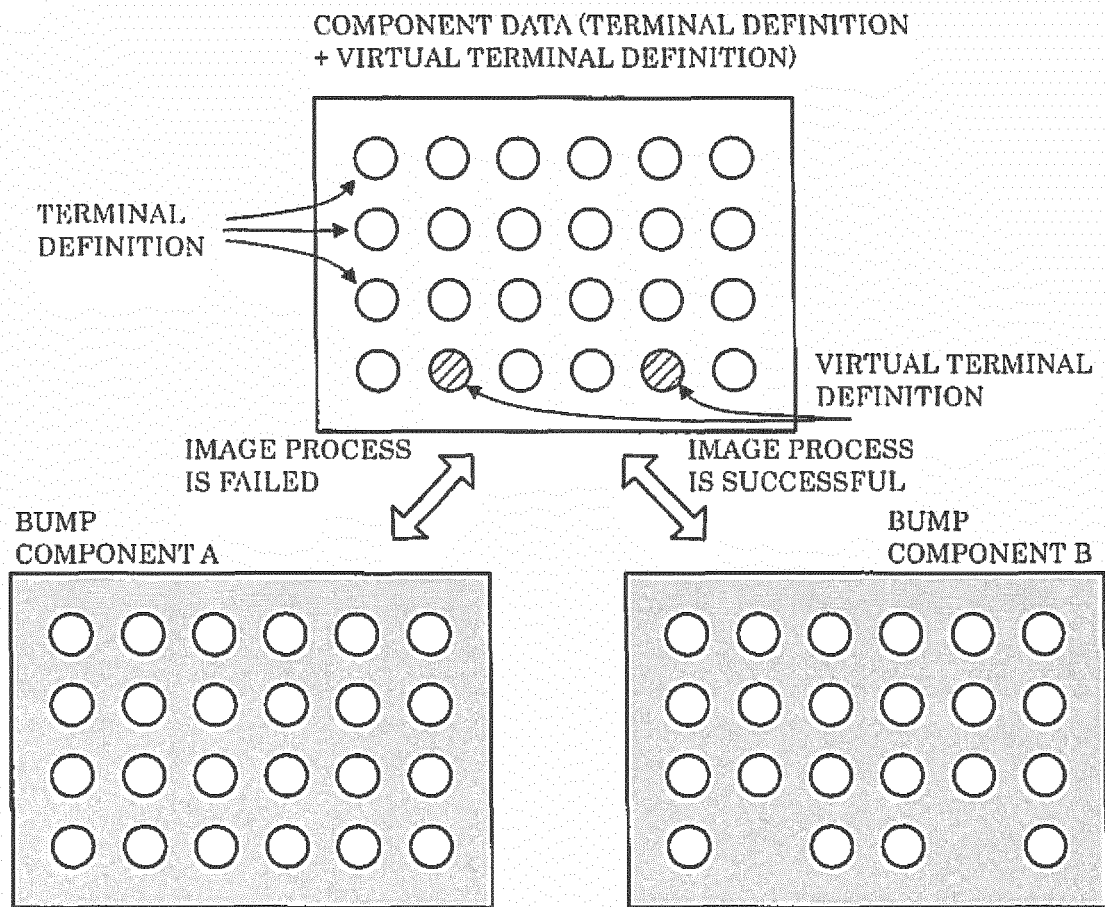 COMPONENT DATA (TERMINAL DEFINITION
+ VIRTUAL TERMINAL DEFINITION)
TERMINAL
DEFINITION
VIRTUAL TERMINAL
DEFINITION
IMAGE PROCESS
IS FAILED
IMAGE PROCESS
IS SUCCESSFUL
BUMP
COMPONENT A
BUMP
COMPONENT B